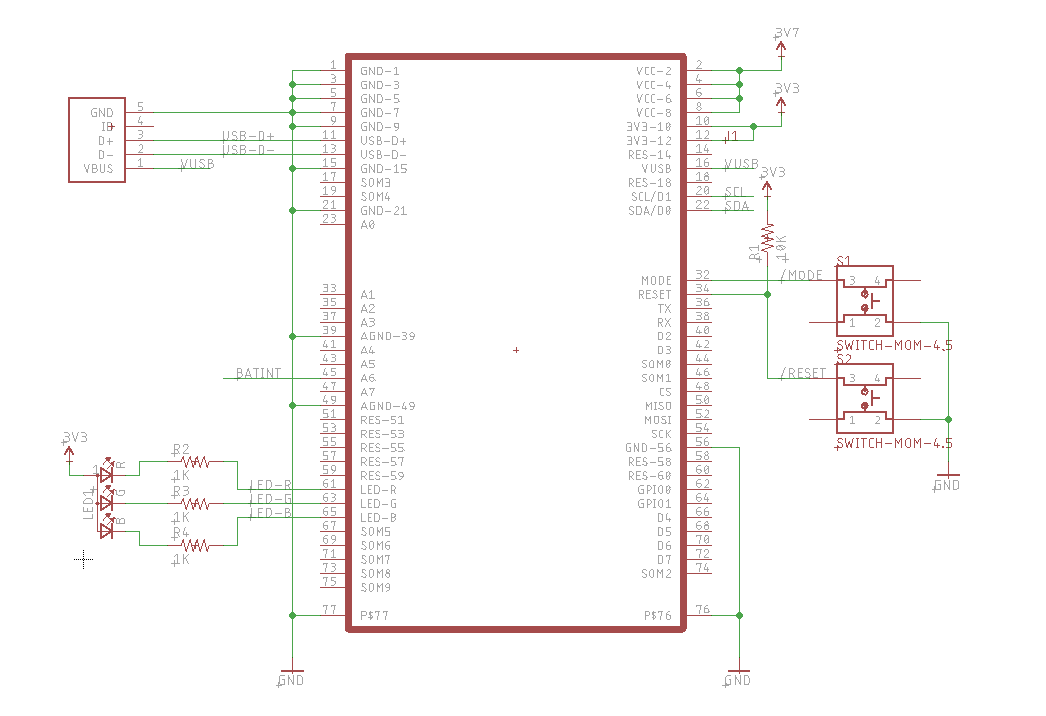 3V7
1 GND-1 VCC-2 2
3 GND-3 VCC-4 4
5 GND-5 VCC-6 6
7 GND-7 VCC-8 8
9 GND-9 3V3-10 10
11 USB-D+ 3V3-12 12
13 USB-D- RES-14 14
15 GND-15 VUSB 16
17 SOM3 RES-18 18
19 SOM4 SCL/D1 20
21 GND-21 SDA/D0 22
23 A0
MODE 32
33 A1 RESET 34
35 A2 TX 36
37 A3 RX 38
39 AGND-39 D2 40
41 A4 D3 42
43 A5 SOM0 44
45 A6 SOM1 46
47 A7 CS 48
49 AGND-49 MISO 50
51 RES-51 MOSI 52
53 RES-53 SCK 54
55 RES-55 GND-56 56
57 RES-57 RES-58 58
59 RES-59 RES-60 60
61 LED-R GPIO0 62
63 LED-G GPIO1 64
65 LED-B D4 66
67 SOM5 D5 68
69 SOM6 D6 70
71 SOM7 D7 72
73 SOM8 SOM2 74
75 SOM9
77 P$77 P$76 76
GND 5
ID 4
D+ 3
D- 2
VBUS 1
USB-D+
USB-D-
VUSB
BATINT
3V3
LED1
1
R
G
B
R2
1K
R3
1K
R4
1K
LED-R
LED-G
LED-B
GND
3V3
J1
VUSB
SCL
SDA
3V3
R1
10K
/MODE
S1
3 4
1 2
SWITCH-MOM-4.5
/RESET
S2
3 4
1 2
SWITCH-MOM-4.5
GND
GND